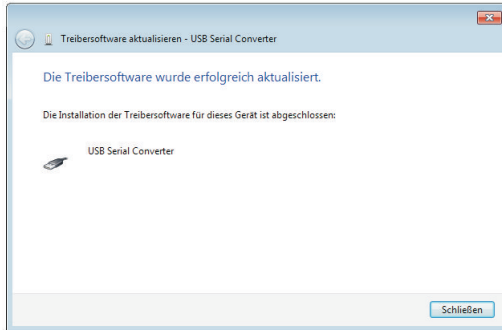 Treibersoftware aktualisieren - USB Serial Converter
Die Treibersoftware wurde erfolgreich aktualisiert.
Die Installation der Treibersoftware für dieses Gerät ist abgeschlossen:
USB Serial Converter
Schließen